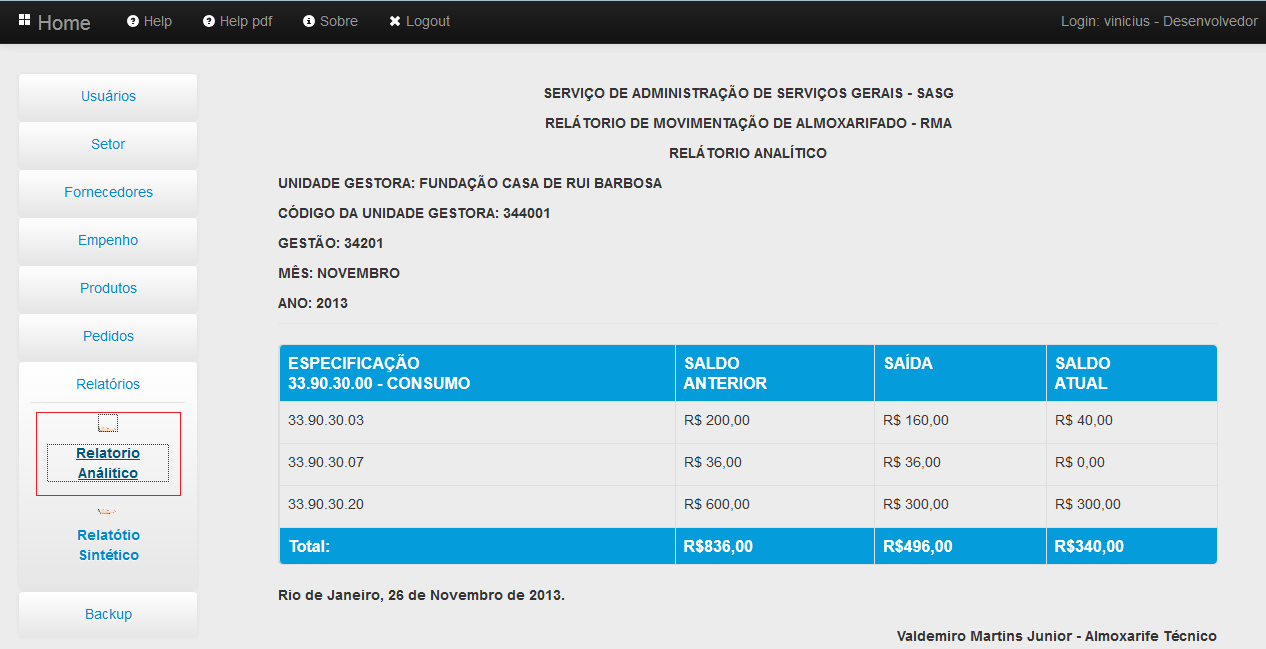 Home Help Help pdf Sobre Logout Login: vinicius - Desenvolvedor
Usuários
Setor
Fornecedores
Empenho
Produtos
Pedidos
Relatórios
Relatorio
Análitico
Relatótio
Sintético
Backup
SERVIÇO DE ADMINISTRAÇÃO DE SERVIÇOS GERAIS - SASG
RELÁTORIO DE MOVIMENTAÇÃO DE ALMOXARIFADO - RMA
RELÁTORIO ANALÍTICO
UNIDADE GESTORA: FUNDAÇÃO CASA DE RUI BARBOSA
CÓDIGO DA UNIDADE GESTORA: 344001
GESTÃO: 34201
MÊS: NOVEMBRO
ANO: 2013
ESPECIFICAÇÃO SALDO SAÍDA SALDO
33.90.30.00 - CONSUMO ANTERIOR ATUAL
33.90.30.03 R$ 200,00 R$ 160,00 R$ 40,00
33.90.30.07 R$ 36,00 R$ 36,00 R$ 0,00
33.90.30.20 R$ 600,00 R$ 300,00 R$ 300,00
Total: R$836,00 R$496,00 R$340,00
Rio de Janeiro, 26 de Novembro de 2013.
Valdemiro Martins Junior - Almoxarife Técnico